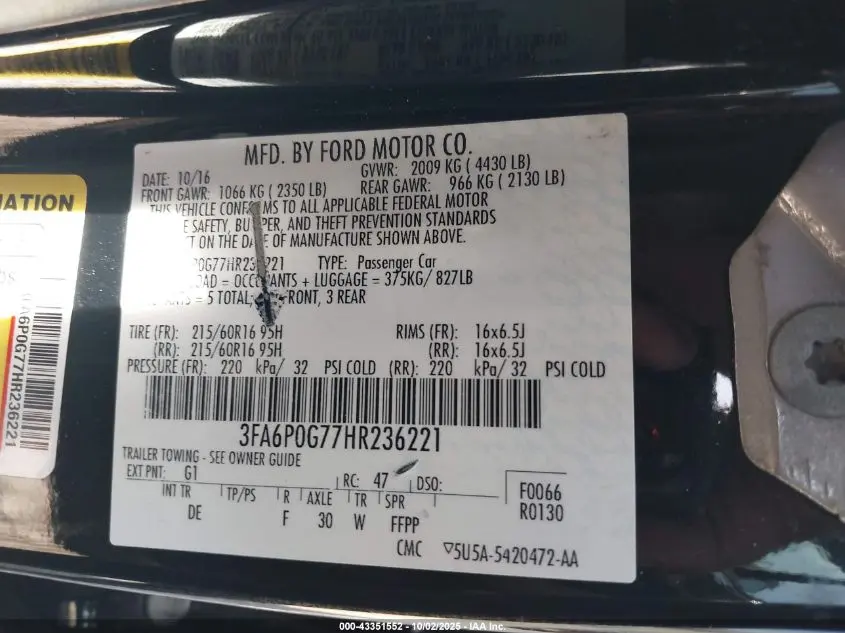 MFD. BY FORD MOTOR CO.
DATE: 10/16 GVWR: 2009 KG ( 4430 LB)
FRONT GAWR: 1066 KG ( 2350 LB) REAR GAWR: 966 KG ( 2130 LB)
THIS VEHICLE CONFORMS TO ALL APPLICABLE FEDERAL MOTOR
SAFETY, BUMPER, AND THEFT PREVENTION STANDARDS
ON THE DATE OF MANUFACTURE SHOWN ABOVE.
P0G77HR236221 TYPE: Passenger Car
= OCCUPANTS + LUGGAGE = 375KG/ 827LB
= 5 TOTAL, FRONT, 3 REAR
TIRE (FR): 215/60R16 95H RIMS (FR): 16x6.5J
(RR): 215/60R16 95H (RR): 16x6.5J
PRESSURE (FR): 220 kPa/ 32 PSI COLD (RR): 220 kPa/ 32 PSI COLD
3FA6P0G77HR236221
TRAILER TOWING - SEE OWNER GUIDE
EXT PNT: G1 RC: 47 DSO:
INT TR TP/PS R AXLE TR SPR
DE F 30 W FFPP
F0066
R0130
CMC ▽5U5A-5420472-AA
A6P0G77HR236221
000-43351552 | 10/02/2025 | IAA Inc.